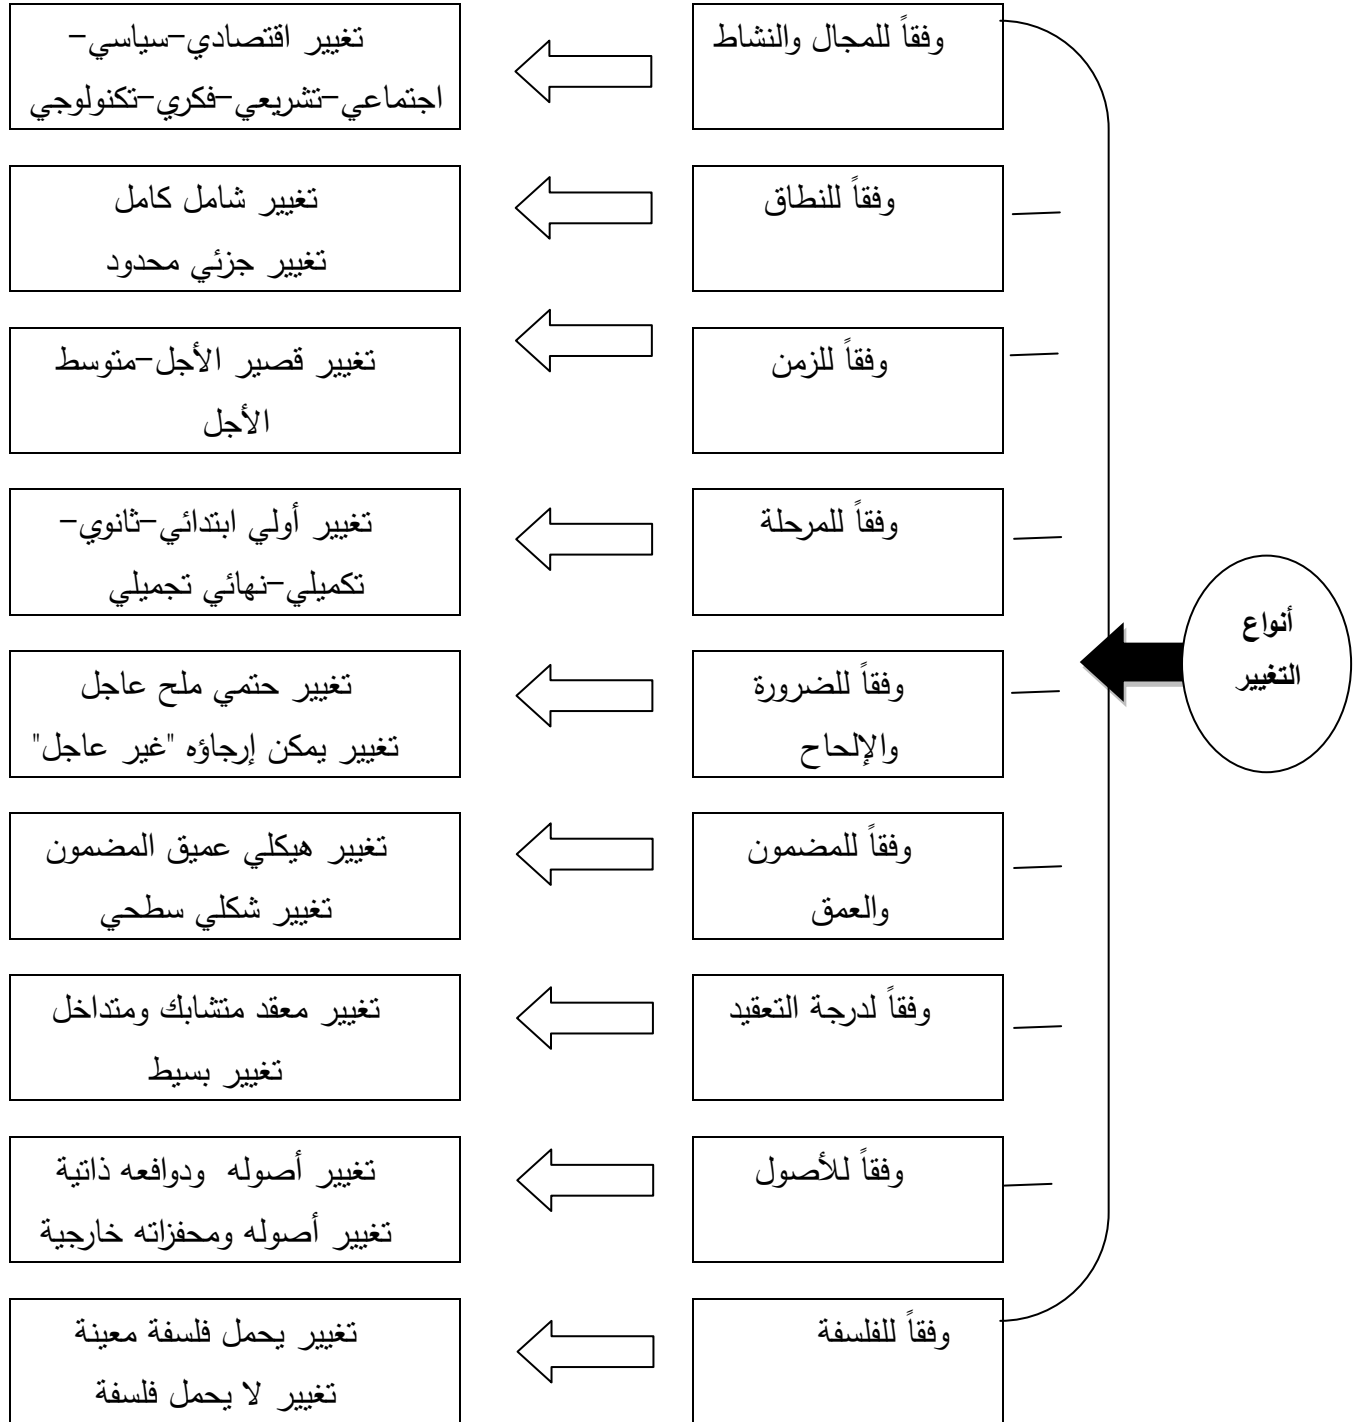 أنواع
التغيير
وفقاً للمجال والنشاط
تغيير اقتصادي-سياسي-
اجتماعي-تشريعي-فكري-تكنولوجي
وفقاً للنطاق
تغيير شامل كامل
تغيير جزئي محدود
وفقاً للزمن
تغيير قصير الأجل-متوسط
الأجل
وفقاً للمرحلة
تغيير أولي ابتدائي-ثانوي-
تكميلي-نهائي تجميلي
وفقاً للضرورة
والإلحاح
تغيير حتمي ملح عاجل
تغيير يمكن إرجاؤه "غير عاجل"
وفقاً للمضمون
والعمق
تغيير هيكلي عميق المضمون
تغيير شكلي سطحي
وفقاً لدرجة التعقيد
تغيير معقد متشابك ومتداخل
تغيير بسيط
وفقاً للأصول
تغيير أصوله ودوافعه ذاتية
تغيير أصوله ومحفزاته خارجية
وفقاً للفلسفة
تغيير يحمل فلسفة معينة
تغيير لا يحمل فلسفة